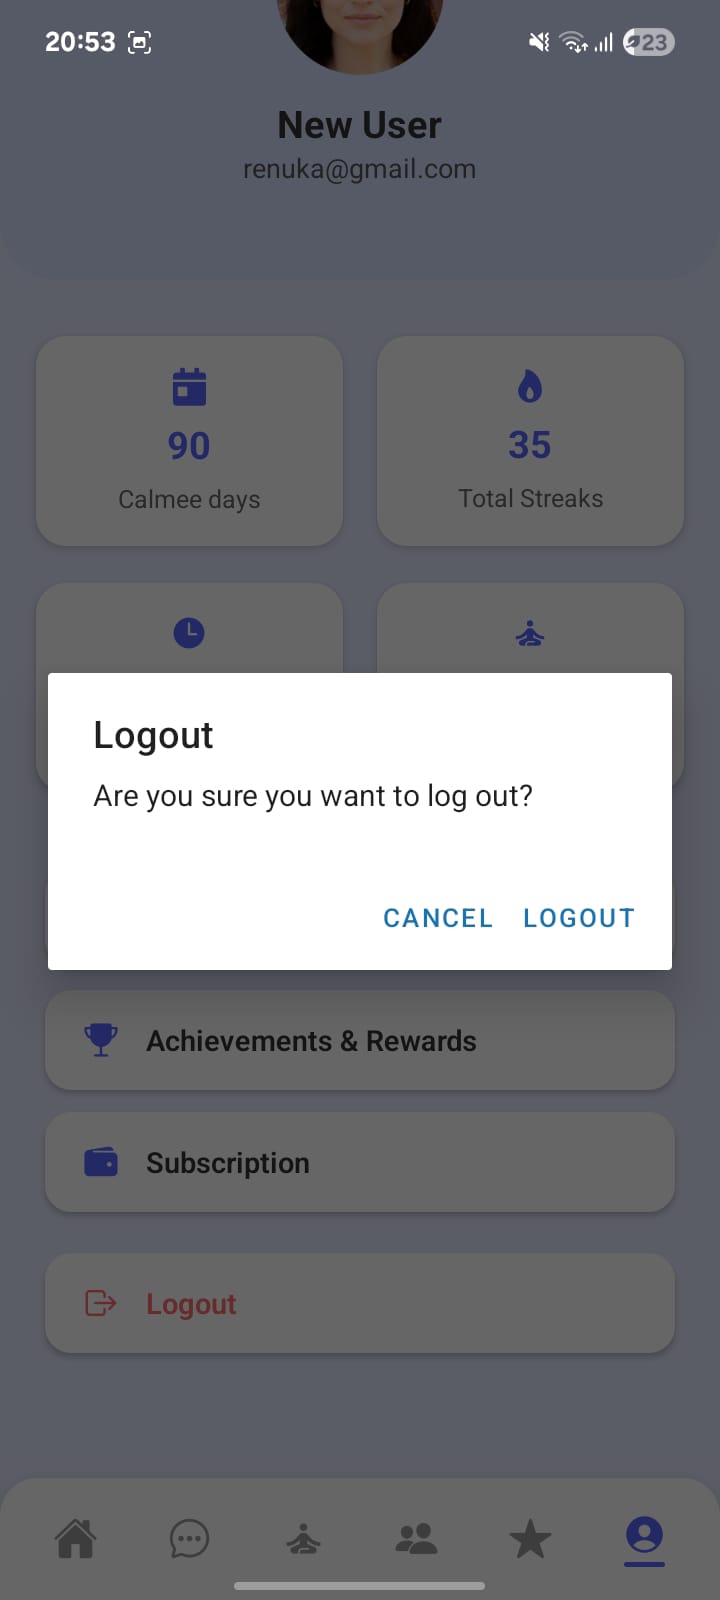 20:53
23
New User
renuka@gmail.com
90
35
Calmee days
Total Streaks
Logout
Are you sure you want to log out?
CANCEL
LOGOUT
Achievements & Rewards
Subscription
Logout